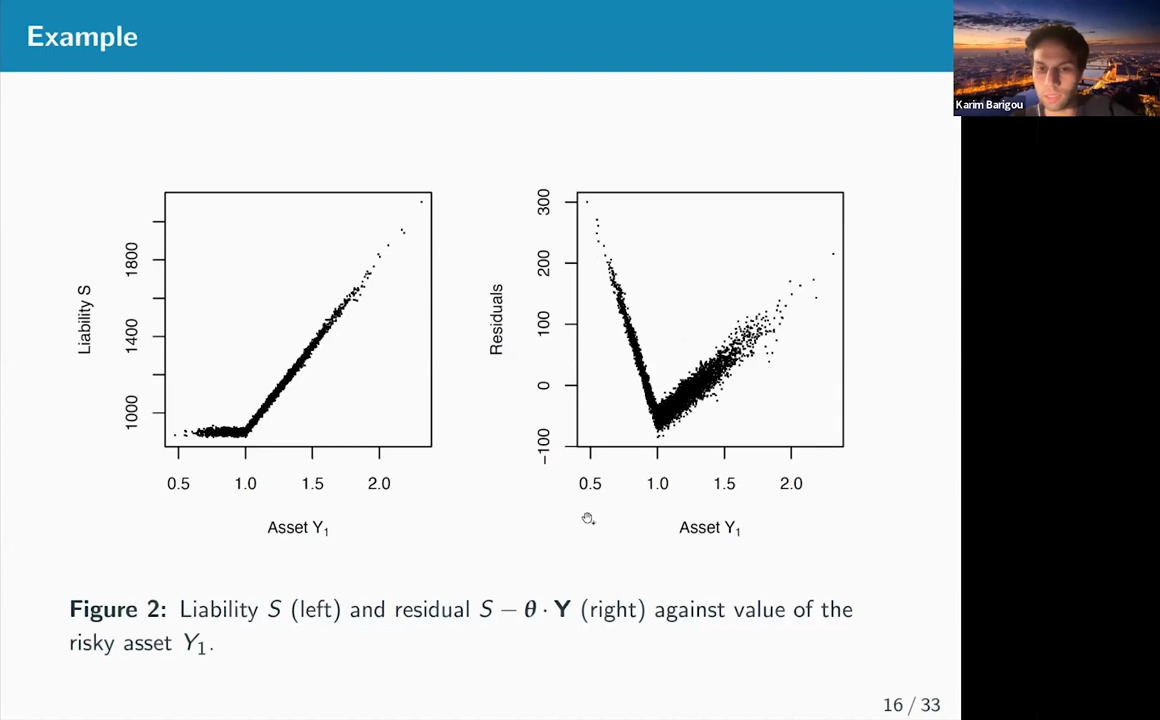 Example
Karim Barigou
1800
1400
1000
Liability S
0.5 1.0 1.5 2.0
Asset Y₁
300
200
100
0
−100
Residuals
0.5 1.0 1.5 2.0
Asset Y₁
Figure 2: Liability S (left) and residual S − θ · Y (right) against value of the
risky asset Y₁.
16 / 33